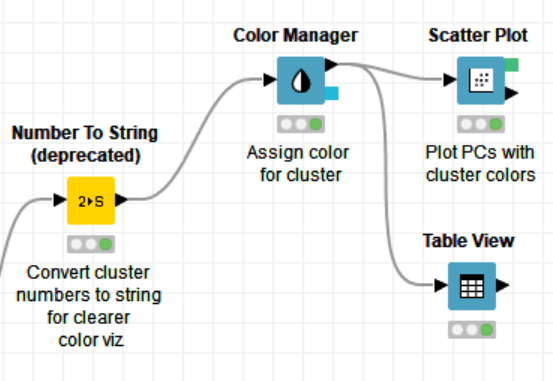 Color Manager
Scatter Plot
Assign color
for cluster
Plot PCs with
cluster colors
Number To String
(deprecated)
2▸S
Convert cluster
numbers to string
for clearer
color viz
Table View